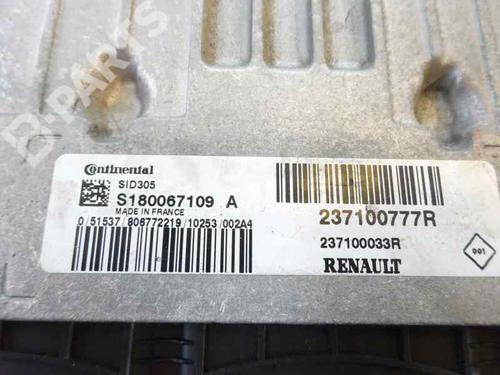 B-PARTS
Continental
SID305
S180067109 A
MADE IN FRANCE
0/51537/806772219/10253/002A4
237100777R
237100033R
RENAULT
001